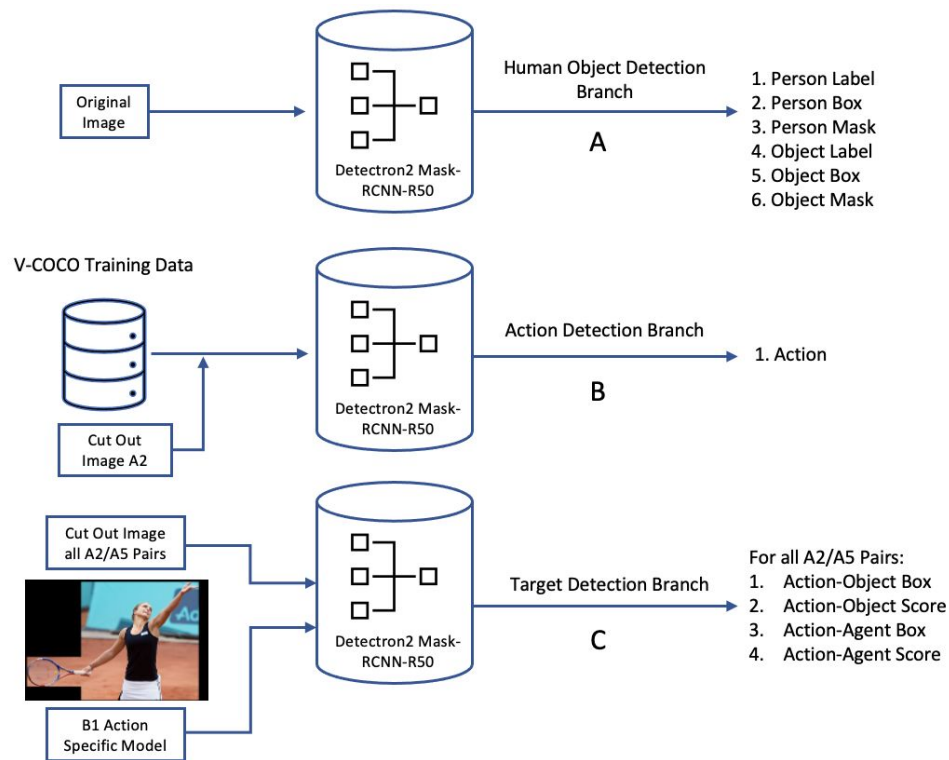 Original
Image
Detectron2 Mask-
RCNN-R50
Human Object Detection
Branch
A
1. Person Label
2. Person Box
3. Person Mask
4. Object Label
5. Object Box
6. Object Mask
V-COCO Training Data
Cut Out
Image A2
Detectron2 Mask-
RCNN-R50
Action Detection Branch
B
1. Action
Cut Out Image
all A2/A5 Pairs
Ad
B1 Action
Specific Model
Detectron2 Mask-
RCNN-R50
Target Detection Branch
C
For all A2/A5 Pairs:
1. Action-Object Box
2. Action-Object Score
3. Action-Agent Box
4. Action-Agent Score